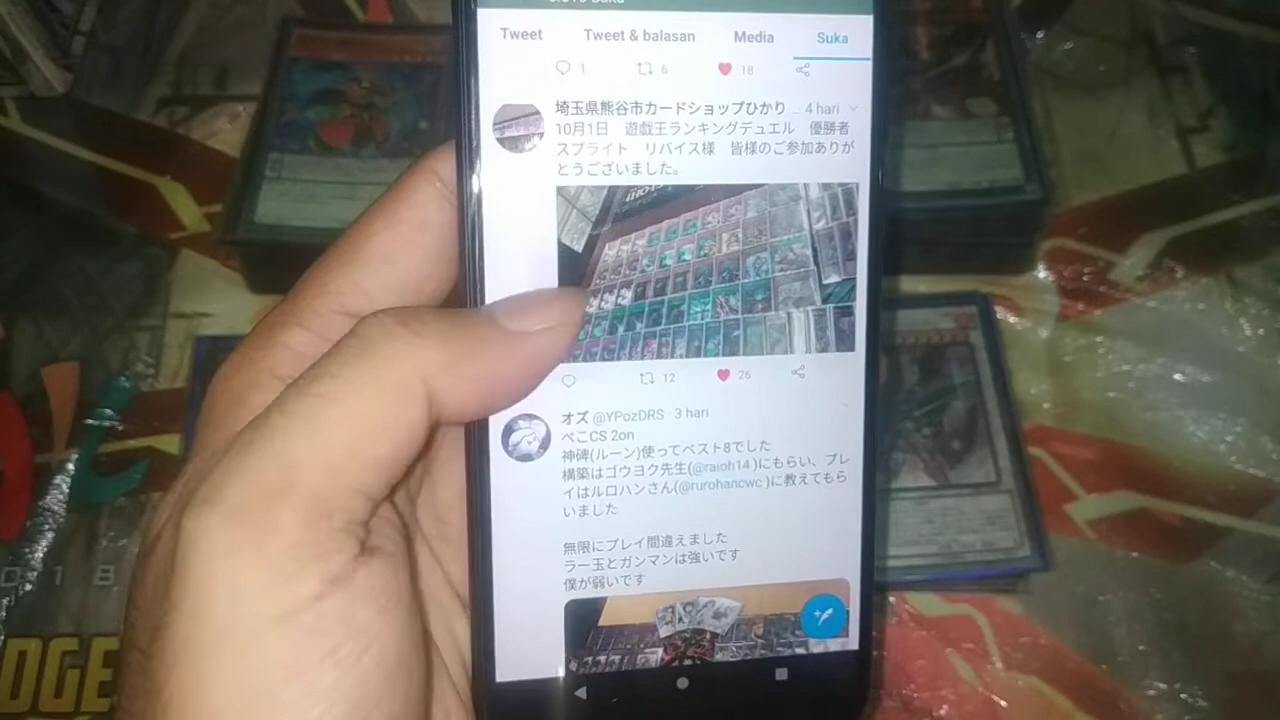 Tweet Tweet & balasan Media Suka
1 6 18
埼玉県熊谷市カードショップひかり ... 4 hari
10月1日 遊戯王ランキングデュエル 優勝者
スプライト リバイス様 皆様のご参加ありが
とうございました。
12 26
オズ @YPozDRS · 3 hari
ペこCS 2on
神碑(ルーン)使ってベスト8でした
構築はゴウヨク先生(@raioh14 )にもらい、プレ
イはルロハンさん(@rurohancwc )に教えてもら
いました
無限にプレイ間違えました
ラー玉とガンマンは強いです
僕が弱いです
018
DGE